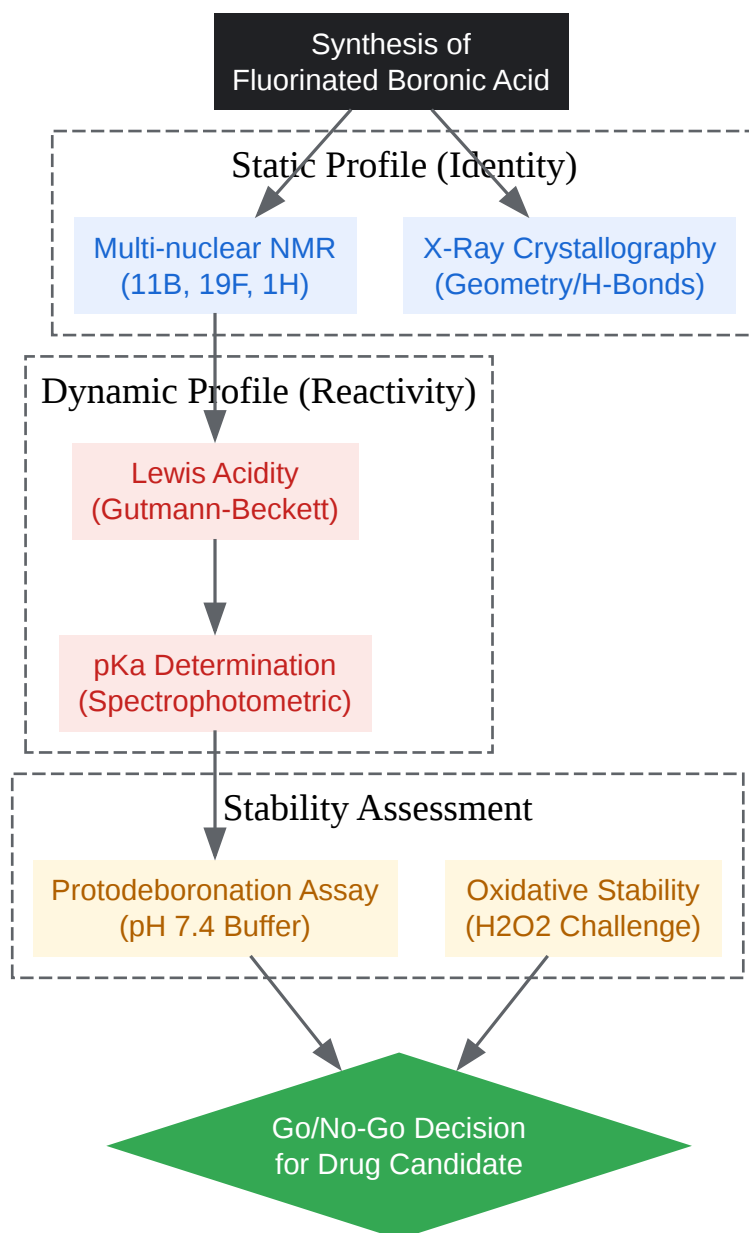 Synthesis of
Fluorinated Boronic Acid
Static Profile (Identity)
Multi-nuclear NMR
(11B, 19F, 1H)
X-Ray Crystallography
(Geometry/H-Bonds)
Dynamic Profile (Reactivity)
Lewis Acidity
(Gutmann-Beckett)
pKa Determination
(Spectrophotometric)
Stability Assessment
Protodeboronation Assay
(pH 7.4 Buffer)
Oxidative Stability
(H2O2 Challenge)
Go/No-Go Decision
for Drug Candidate